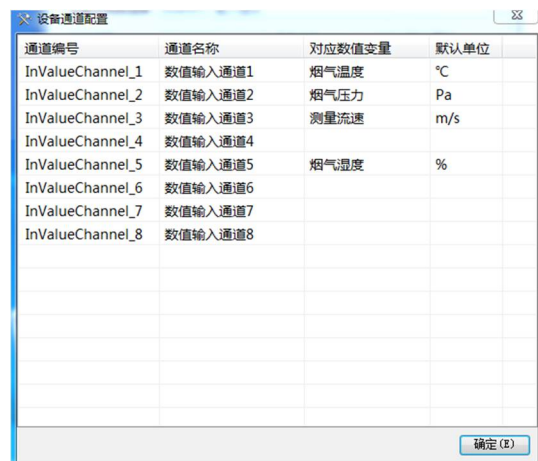 设备通道配置
通道编号 通道名称 对应数值变量 默认单位
InValueChannel_1 数值输入通道1 烟气温度 ℃
InValueChannel_2 数值输入通道2 烟气压力 Pa
InValueChannel_3 数值输入通道3 测量流速 m/s
InValueChannel_4 数值输入通道4
InValueChannel_5 数值输入通道5 烟气湿度 %
InValueChannel_6 数值输入通道6
InValueChannel_7 数值输入通道7
InValueChannel_8 数值输入通道8
确定(E)